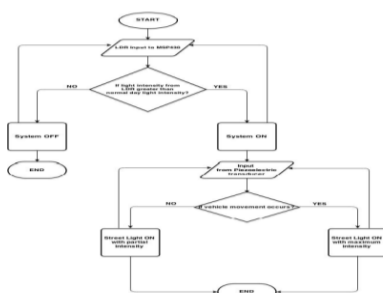 START
LDR Input to MSP430
If light intensity from
LDR greater than
normal day light intensity?
NO
YES
System OFF
System ON
END
Input
from Piezoelectric
transducer
If vehicle movement occurs?
NO
YES
Street Light ON
with partial
Intensity
Street Light ON
with maximum
Intensity
END